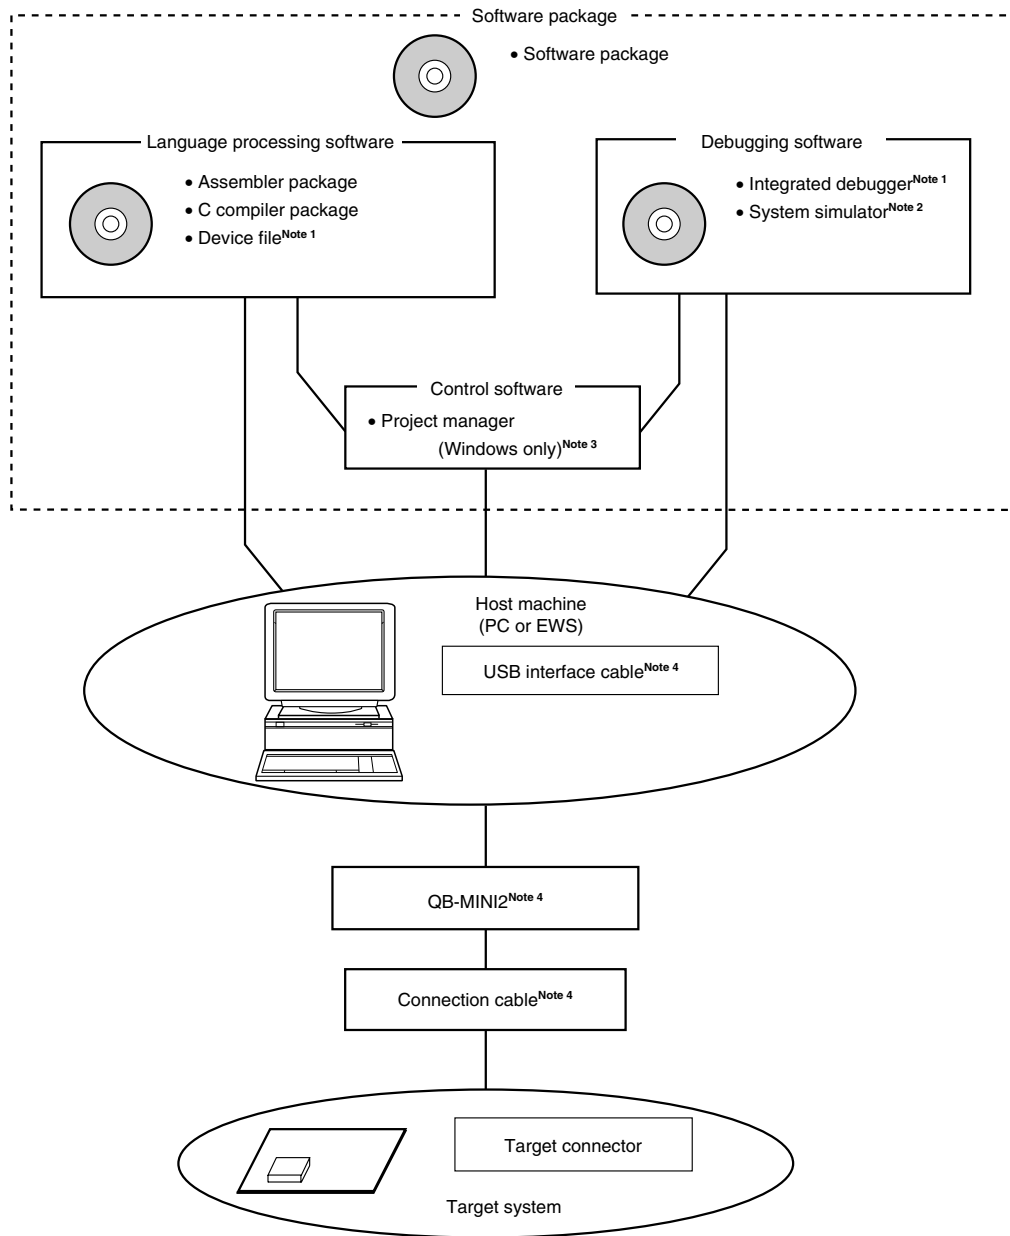 Software package
• Software package
Language processing software
• Assembler package
• C compiler package
• Device fileNote 1
Debugging software
• Integrated debuggerNote 1
• System simulatorNote 2
Control software
• Project manager
(Windows only)Note 3
Host machine
(PC or EWS)
USB interface cableNote 4
QB-MINI2Note 4
Connection cableNote 4
Target connector
Target system